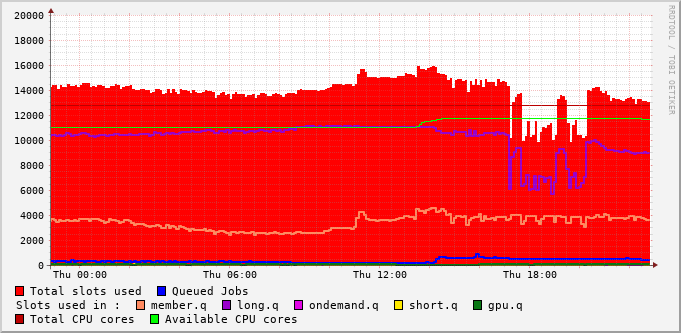 20000
18000
16000
14000
12000
10000
8000
6000
4000
2000
0
Thu 00:00 Thu 06:00 Thu 12:00 Thu 18:00
RRDTOOL / TOBI OETIKER
Total slots used Queued Jobs
Slots used in : member.q long.q ondemand.q short.q gpu.q
Total CPU cores Available CPU cores